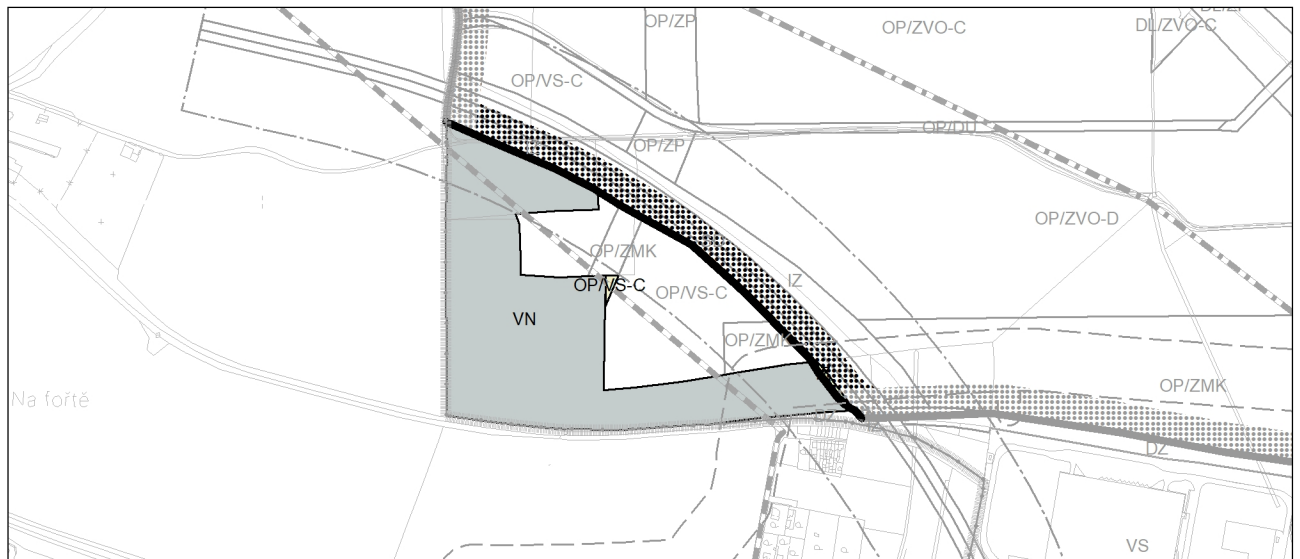 OP/ZP
OP/ZVO-C
DL/ZVO-C
OP/VS-C
OP/DU
OP/ZP
OP/ZVO-D
OP/ZMK
IZ
OP/VS-C
OP/VS-C
VN
OP/ZMK
OP/ZMK
Na fořtě
DZ
DZ
VS